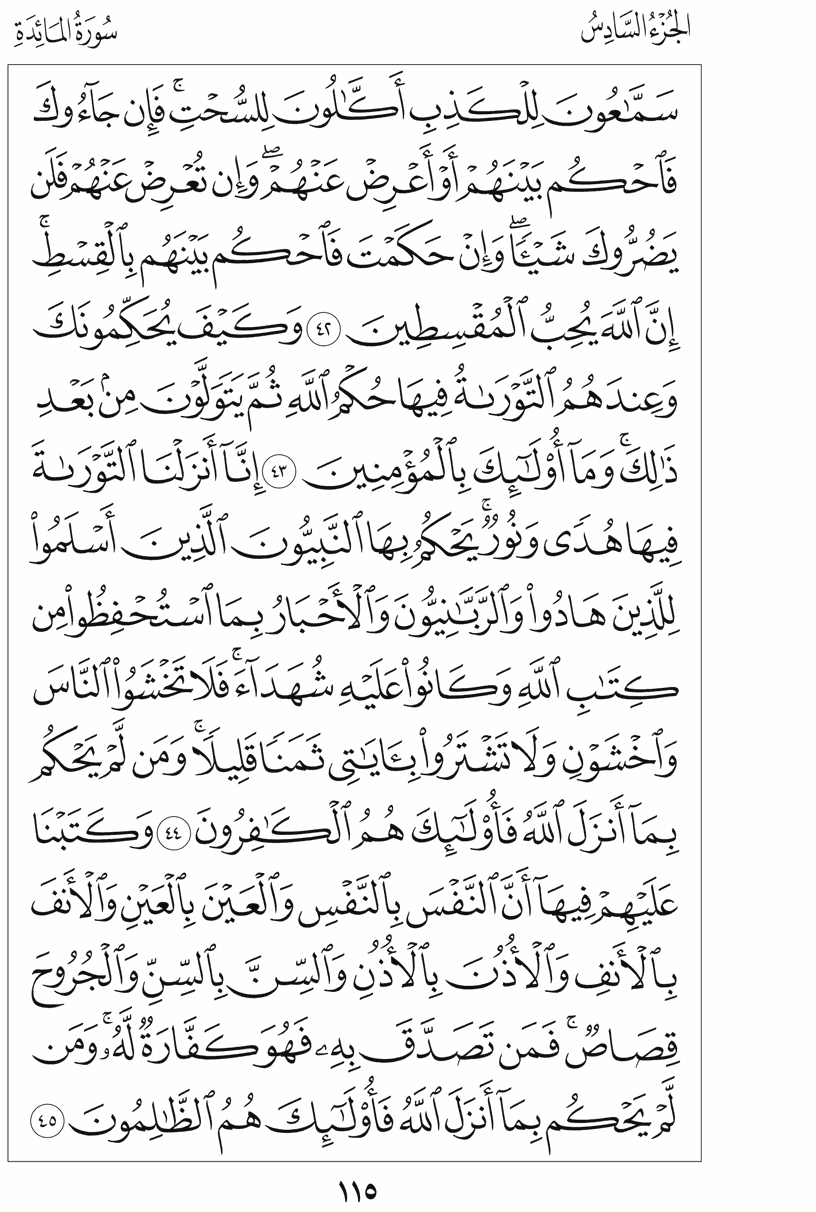 الجُزْءُ السَّادِسُ
سُورَةُ المَائِدَةِ
سَمَّٰعُونَ لِلْكَذِبِ أَكَّٰلُونَ لِلسُّحْتِۚ فَإِن جَآءُوكَ
فَٱحْكُم بَيْنَهُمْ أَوْ أَعْرِضْ عَنْهُمْۖ وَإِن تُعْرِضْ عَنْهُمْ فَلَن
يَضُرُّوكَ شَيْـًٔاۖ وَإِنْ حَكَمْتَ فَٱحْكُم بَيْنَهُم بِٱلْقِسْطِۚ
إِنَّ ٱللَّهَ يُحِبُّ ٱلْمُقْسِطِينَ ٤٢ وَكَيْفَ يُحَكِّمُونَكَ
وَعِندَهُمُ ٱلتَّوْرَىٰةُ فِيهَا حُكْمُ ٱللَّهِ ثُمَّ يَتَوَلَّوْنَ مِنۢ بَعْدِ
ذَٰلِكَۚ وَمَآ أُو۟لَٰٓئِكَ بِٱلْمُؤْمِنِينَ ٤٣ إِنَّآ أَنزَلْنَا ٱلتَّوْرَىٰةَ
فِيهَا هُدًى وَنُورٌۚ يَحْكُمُ بِهَا ٱلنَّبِيُّونَ ٱلَّذِينَ أَسْلَمُوا۟
لِلَّذِينَ هَادُوا۟ وَٱلرَّبَّٰنِيُّونَ وَٱلْأَحْبَارُ بِمَا ٱسْتُحْفِظُوا۟ مِن
كِتَٰبِ ٱللَّهِ وَكَانُوا۟ عَلَيْهِ شُهَدَآءَۚ فَلَا تَخْشَوُا۟ ٱلنَّاسَ
وَٱخْشَوْنِ وَلَا تَشْتَرُوا۟ بِـَٔايَٰتِى ثَمَنًا قَلِيلًاۚ وَمَن لَّمْ يَحْكُم
بِمَآ أَنزَلَ ٱللَّهُ فَأُو۟لَٰٓئِكَ هُمُ ٱلْكَٰفِرُونَ ٤٤ وَكَتَبْنَا
عَلَيْهِمْ فِيهَآ أَنَّ ٱلنَّفْسَ بِٱلنَّفْسِ وَٱلْعَيْنَ بِٱلْعَيْنِ وَٱلْأَنفَ
بِٱلْأَنفِ وَٱلْأُذُنَ بِٱلْأُذُنِ وَٱلسِّنَّ بِٱلسِّنِّ وَٱلْجُرُوحَ
قِصَاصٌۚ فَمَن تَصَدَّقَ بِهِۦ فَهُوَ كَفَّارَةٌ لَّهُۥۚ وَمَن
لَّمْ يَحْكُم بِمَآ أَنزَلَ ٱللَّهُ فَأُو۟لَٰٓئِكَ هُمُ ٱلظَّٰلِمُونَ ٤٥
١١٥